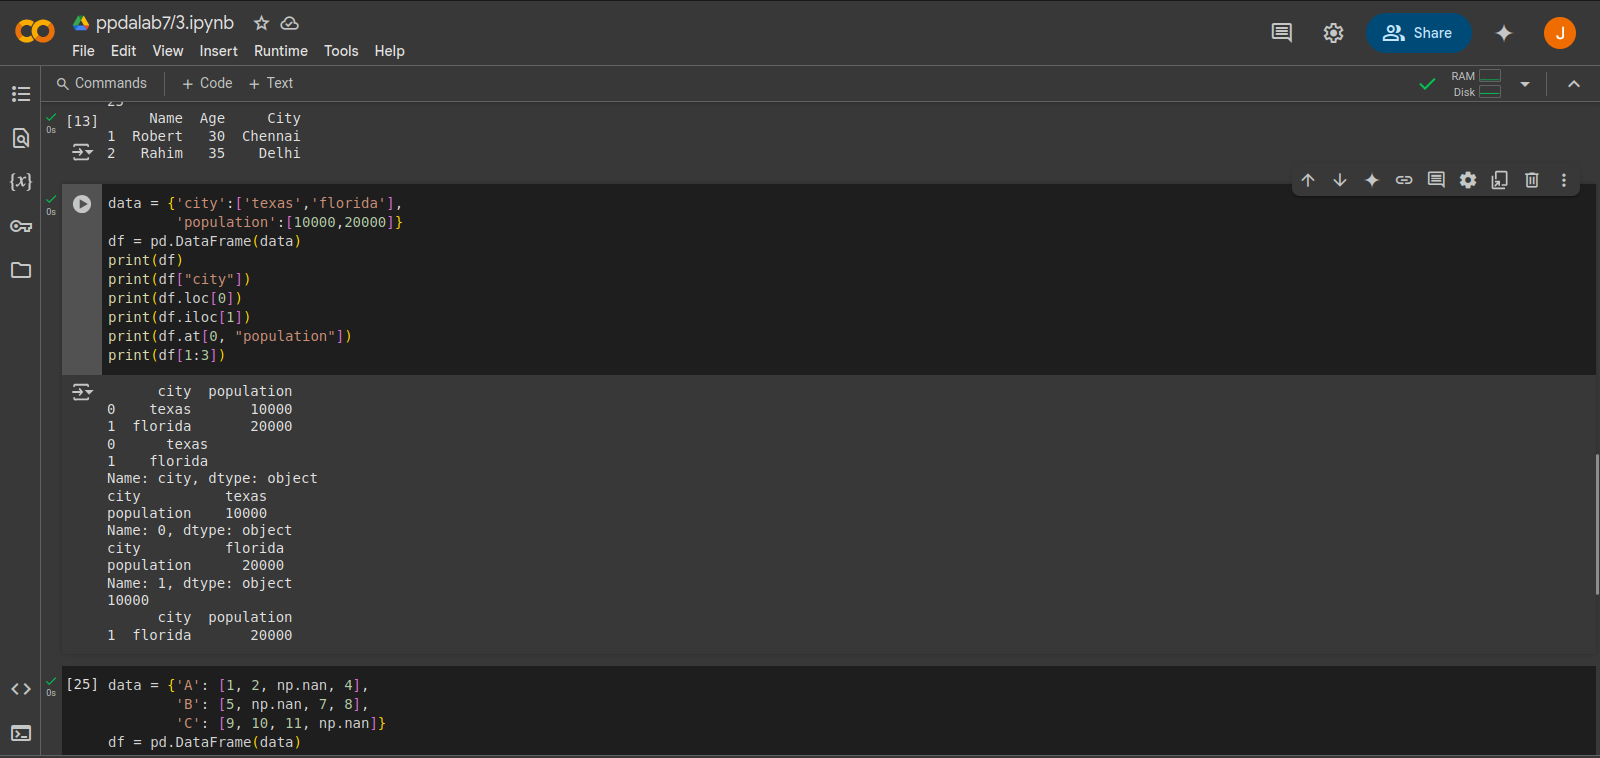 ppdalab7/3.ipynb
File Edit View Insert Runtime Tools Help
Share
J
Commands + Code + Text
RAM
Disk
0s
[13] Name Age City
1 Robert 30 Chennai
2 Rahim 35 Delhi
0s
data = {'city':['texas','florida'],
'population':[10000,20000]}
df = pd.DataFrame(data)
print(df)
print(df["city"])
print(df.loc[0])
print(df.iloc[1])
print(df.at[0, "population"])
print(df[1:3])
city population
0 texas 10000
1 florida 20000
0 texas
1 florida
Name: city, dtype: object
city texas
population 10000
Name: 0, dtype: object
city florida
population 20000
Name: 1, dtype: object
10000
city population
1 florida 20000
0s
[25] data = {'A': [1, 2, np.nan, 4],
'B': [5, np.nan, 7, 8],
'C': [9, 10, 11, np.nan]}
df = pd.DataFrame(data)